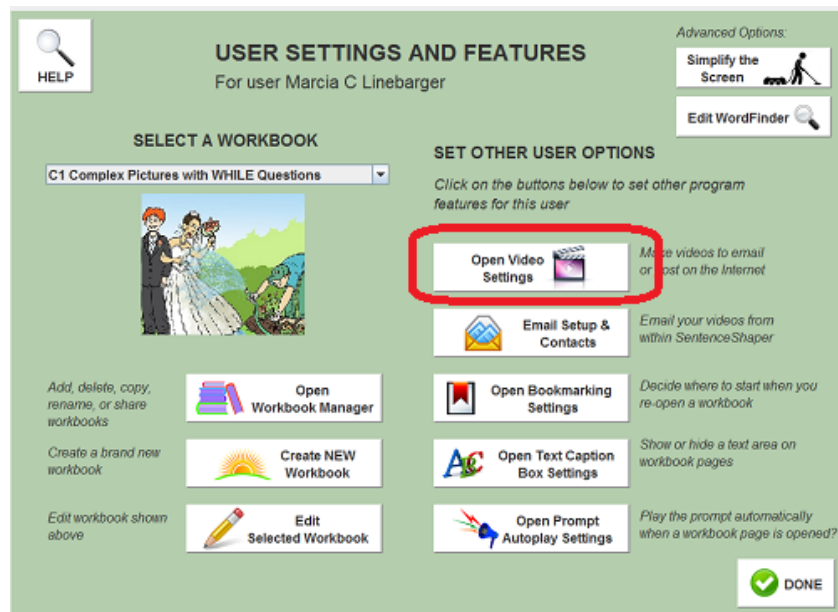 HELP
USER SETTINGS AND FEATURES
For user Marcia C Linebarger
Advanced Options:
Simplify the
Screen
Edit WordFinder
SELECT A WORKBOOK
C1 Complex Pictures with WHILE Questions
Add, delete, copy,
rename, or share
workbooks
Open
Workbook Manager
Create a brand new
workbook
Create NEW
Workbook
Edit workbook shown
above
Edit
Selected Workbook
SET OTHER USER OPTIONS
Click on the buttons below to set other program
features for this user
Open Video
Settings
Make videos to email
or post on the Internet
Email Setup &
Contacts
Email your videos from
within SentenceShaper
Open Bookmarking
Settings
Decide where to start when you
re-open a workbook
Open Text Caption
Box Settings
Show or hide a text area on
workbook pages
Open Prompt
Autoplay Settings
Play the prompt automatically
when a workbook page is opened?
DONE